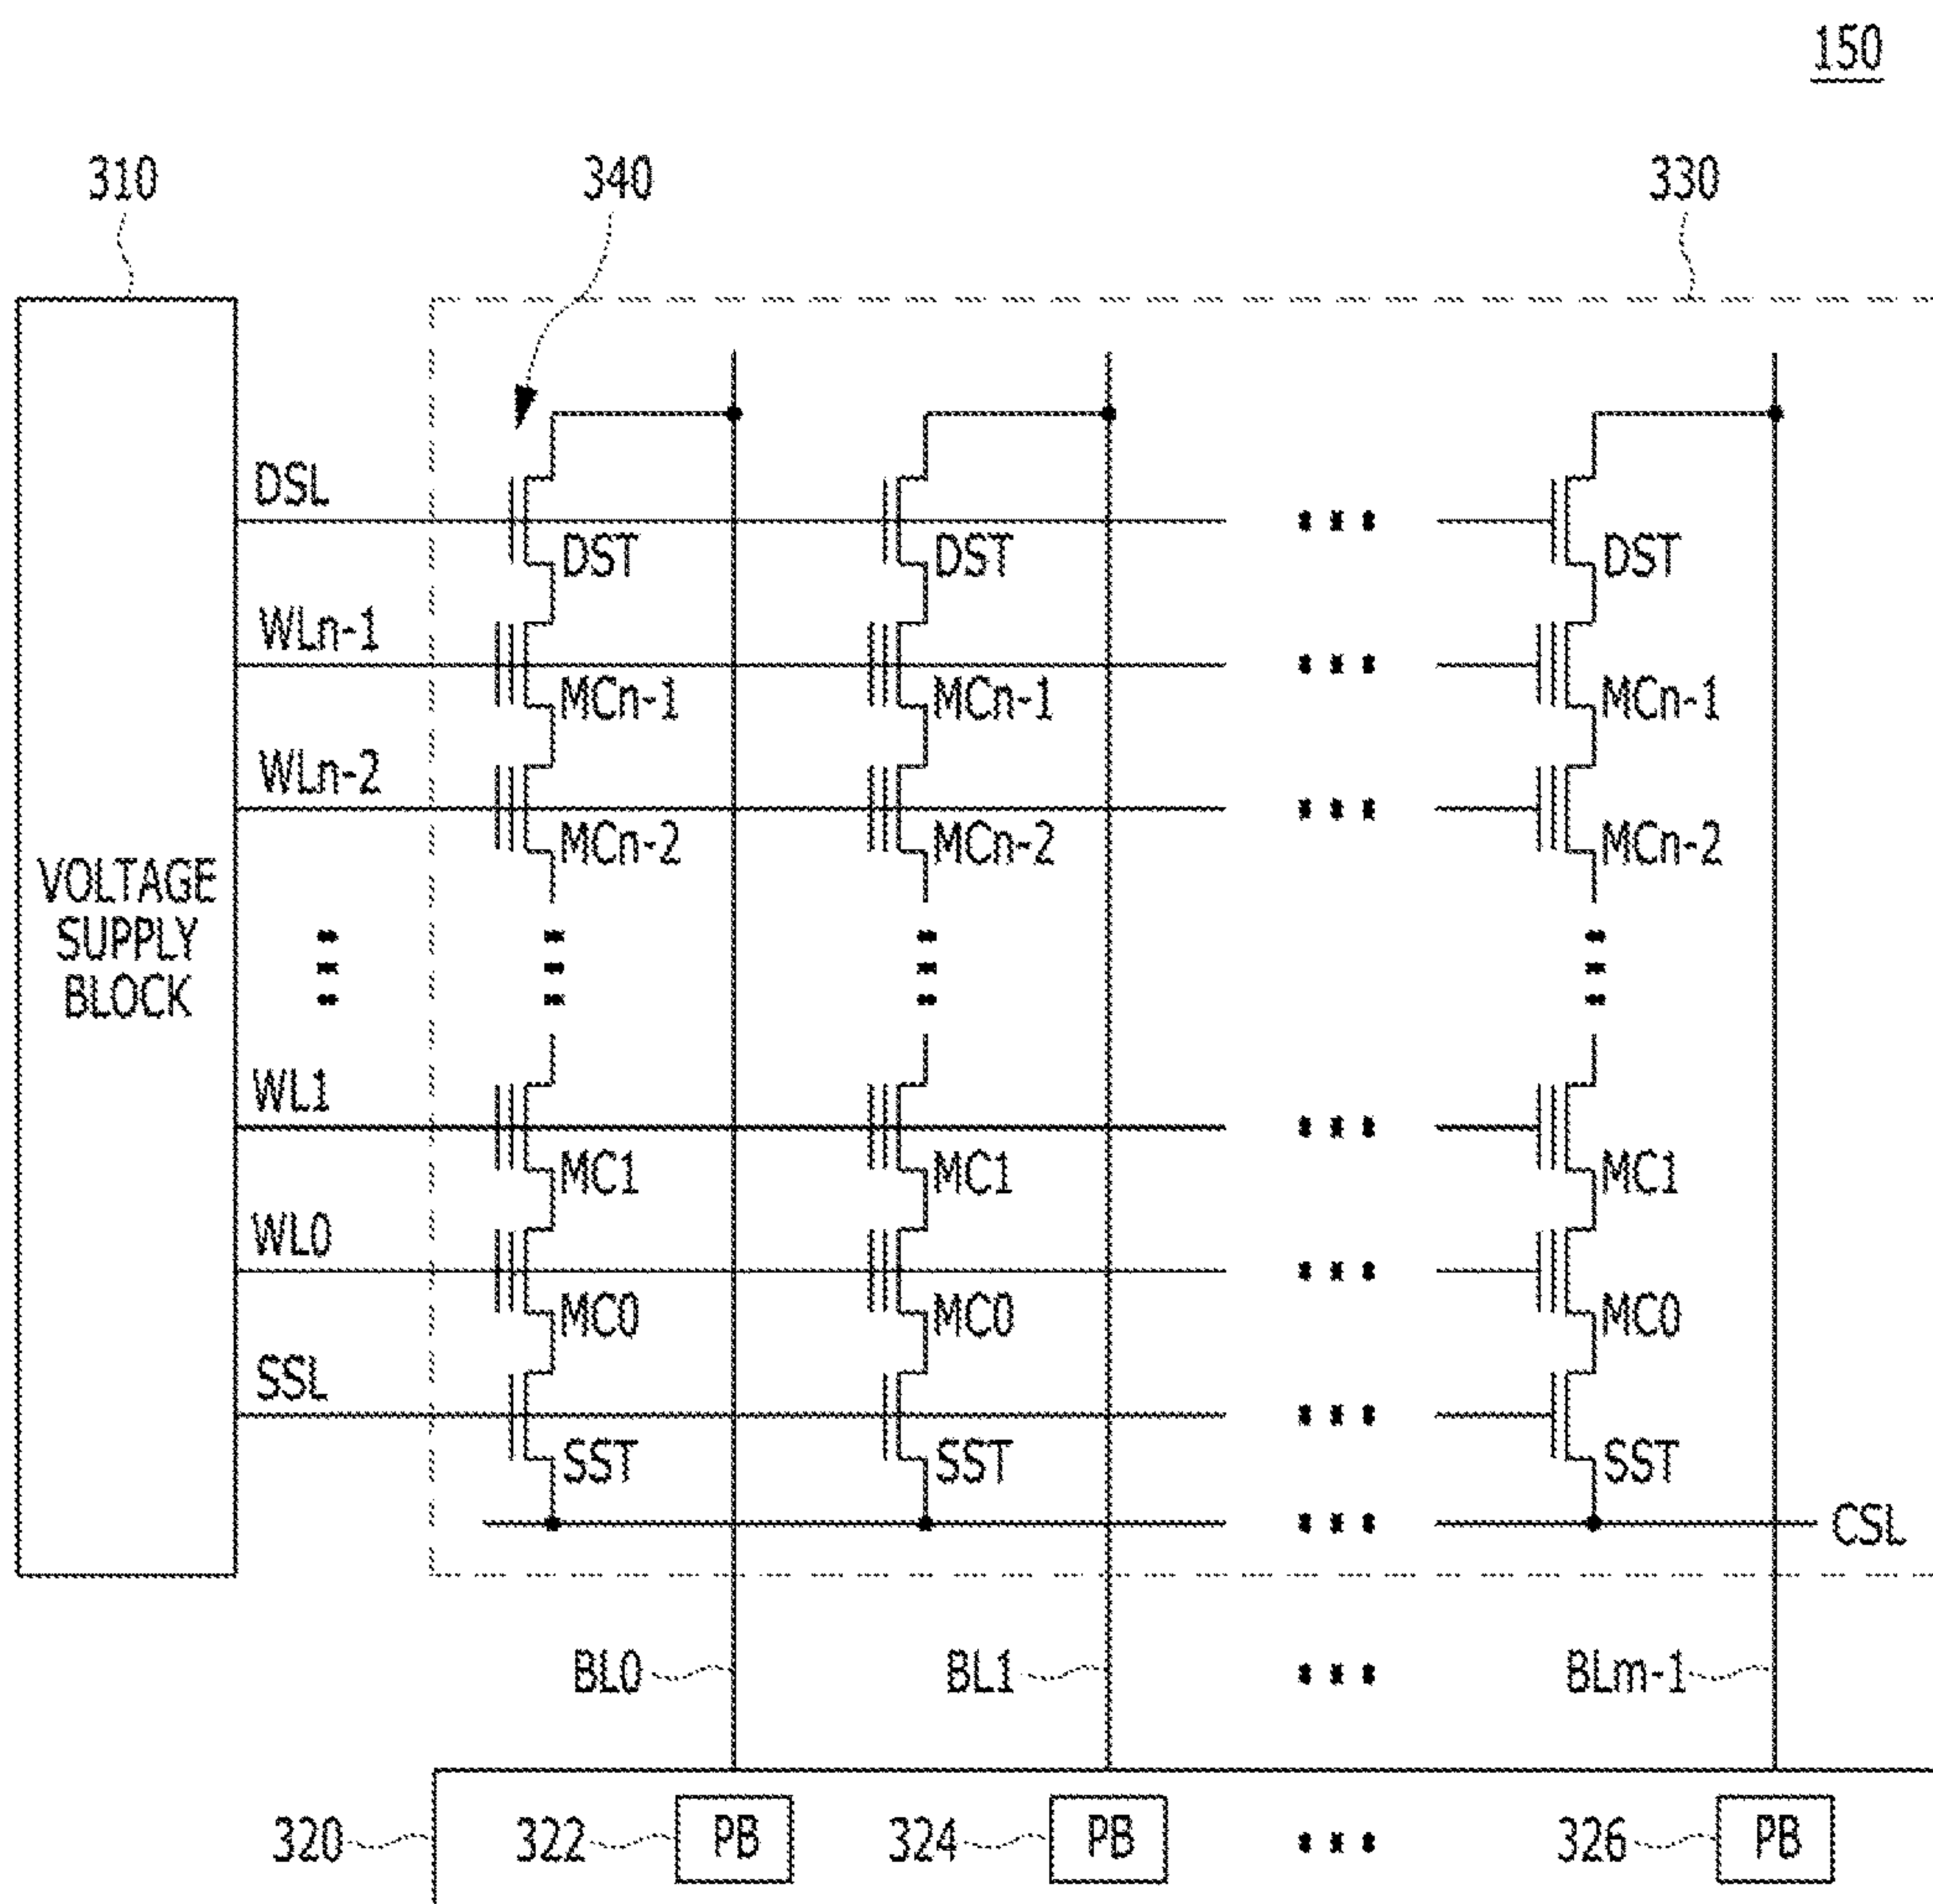 150
310
340
330
DSL
DST DST DST
WLn-1
MCn-1 MCn-1 MCn-1
WLn-2
MCn-2 MCn-2 MCn-2
VOLTAGE
SUPPLY
BLOCK
WL1
MC1 MC1 MC1
WL0
MC0 MC0 MC0
SSL
SST SST SST
CSL
BL0 BL1 BLm-1
320 322 PB 324 PB 326 PB